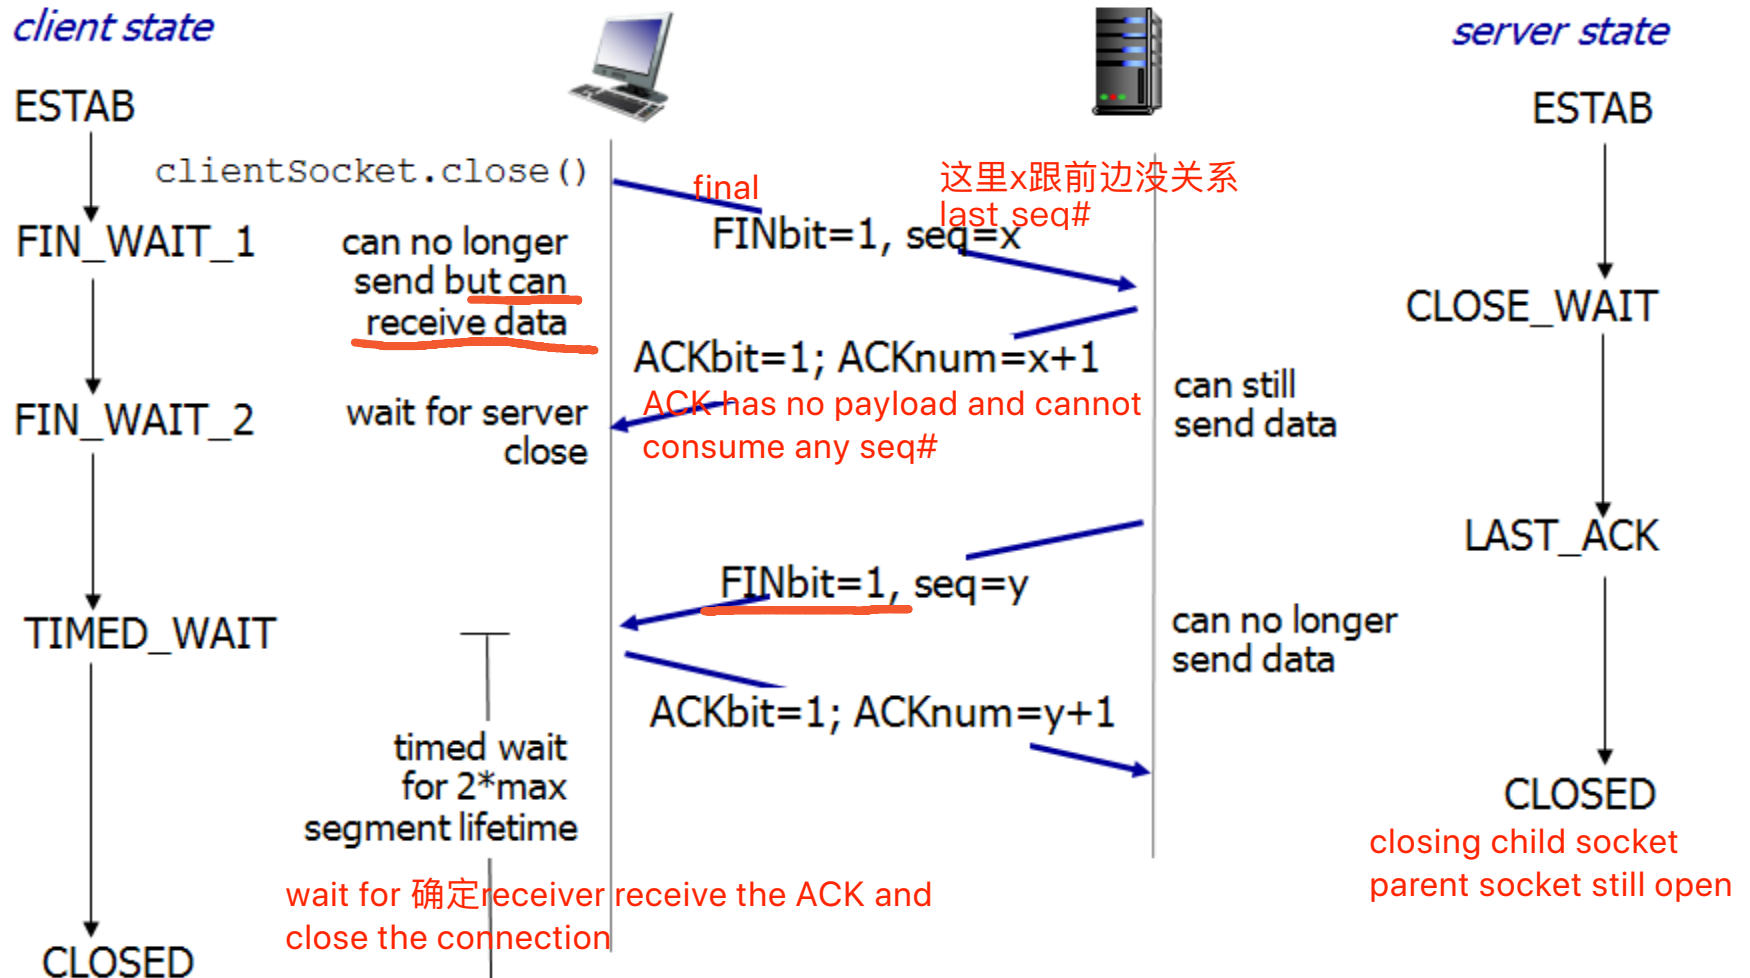 client state
server state
ESTAB
ESTAB
clientSocket.close()
final
这里x跟前边没关系
last seq#
FINbit=1, seq=x
FIN_WAIT_1
can no longer
send but can
receive data
CLOSE_WAIT
ACKbit=1; ACKnum=x+1
ACK has no payload and cannot
consume any seq#
can still
send data
FIN_WAIT_2
wait for server
close
LAST_ACK
FINbit=1, seq=y
TIMED_WAIT
can no longer
send data
ACKbit=1; ACKnum=y+1
timed wait
for 2*max
segment lifetime
CLOSED
closing child socket
parent socket still open
wait for 确定receiver receive the ACK and
close the connection
CLOSED